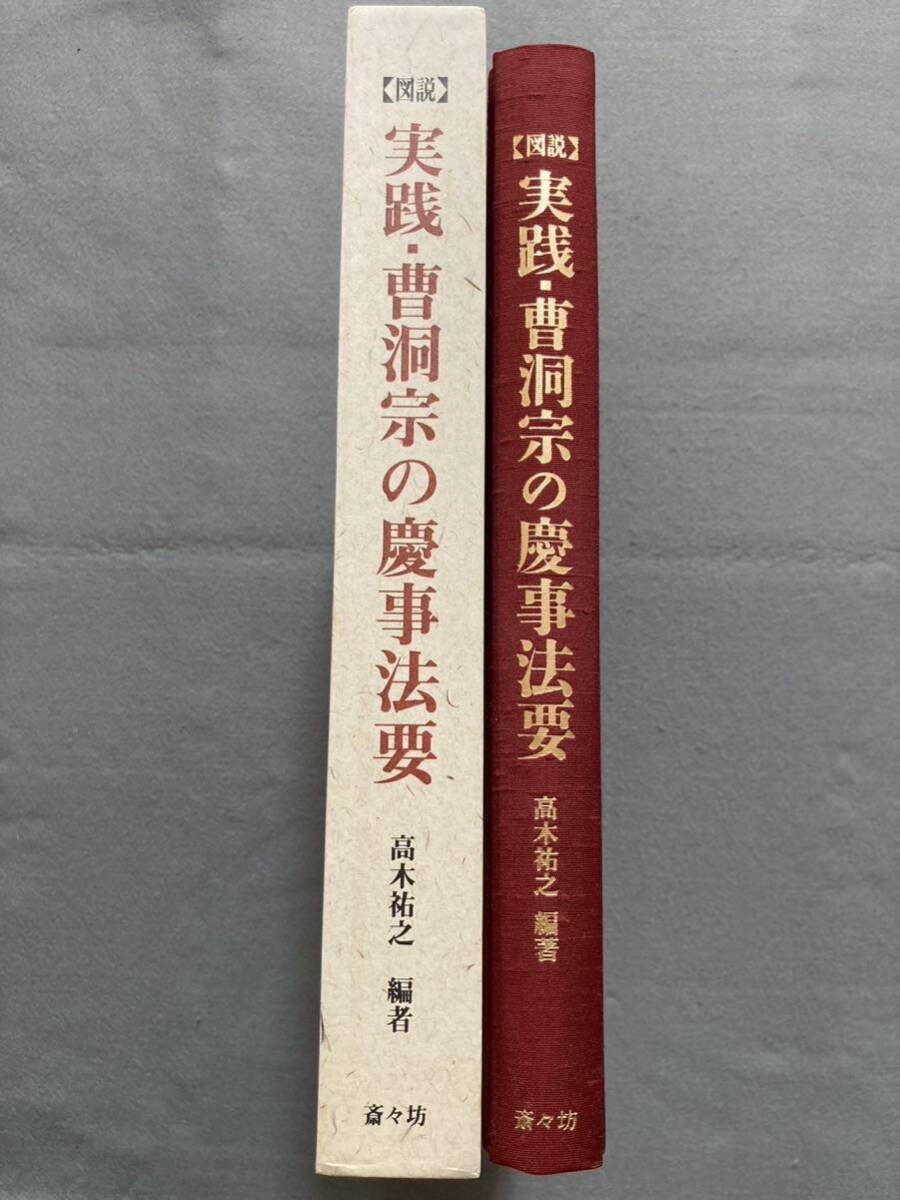 【図説】
実践・曹洞宗の慶事法要
高木祐之 編者
斎々坊
【図説】
実践・曹洞宗の慶事法要
高木祐之 編著
斎々坊